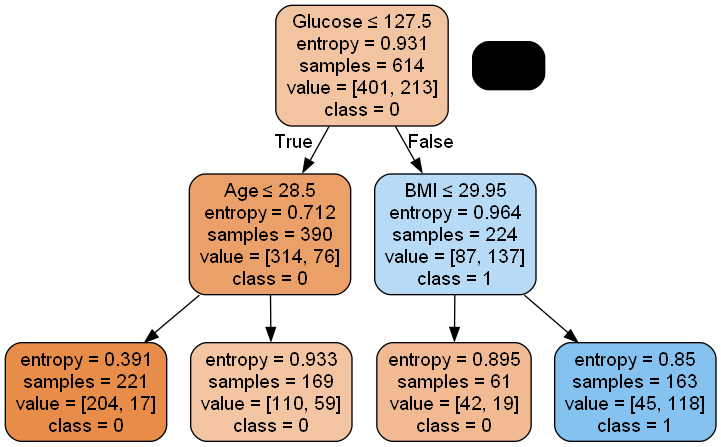 Glucose ≤ 127.5
entropy = 0.931
samples = 614
value = [401, 213]
class = 0
True
False
Age ≤ 28.5
entropy = 0.712
samples = 390
value = [314, 76]
class = 0
BMI ≤ 29.95
entropy = 0.964
samples = 224
value = [87, 137]
class = 1
entropy = 0.391
samples = 221
value = [204, 17]
class = 0
entropy = 0.933
samples = 169
value = [110, 59]
class = 0
entropy = 0.895
samples = 61
value = [42, 19]
class = 0
entropy = 0.85
samples = 163
value = [45, 118]
class = 1